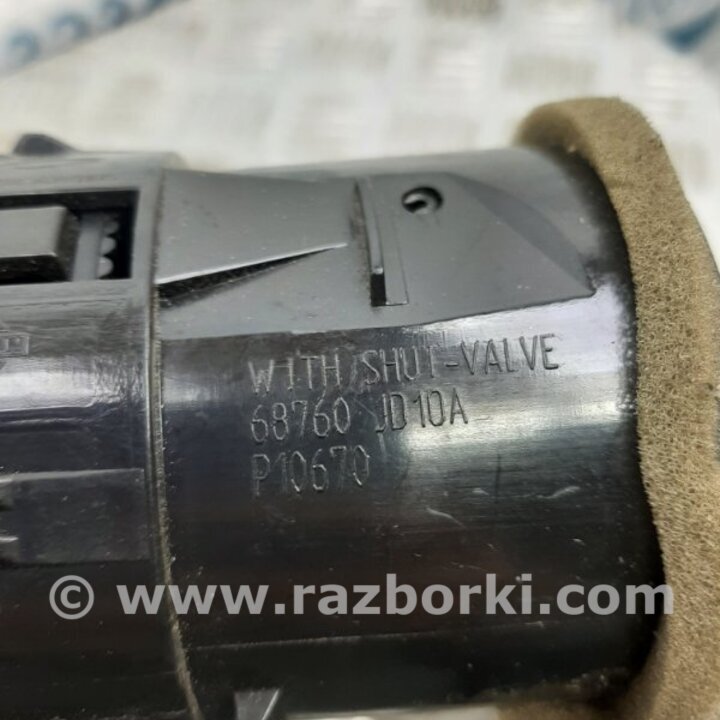 WITH/SHUT-VALVE
68760 JD10A
P10670
© www.razborki.com